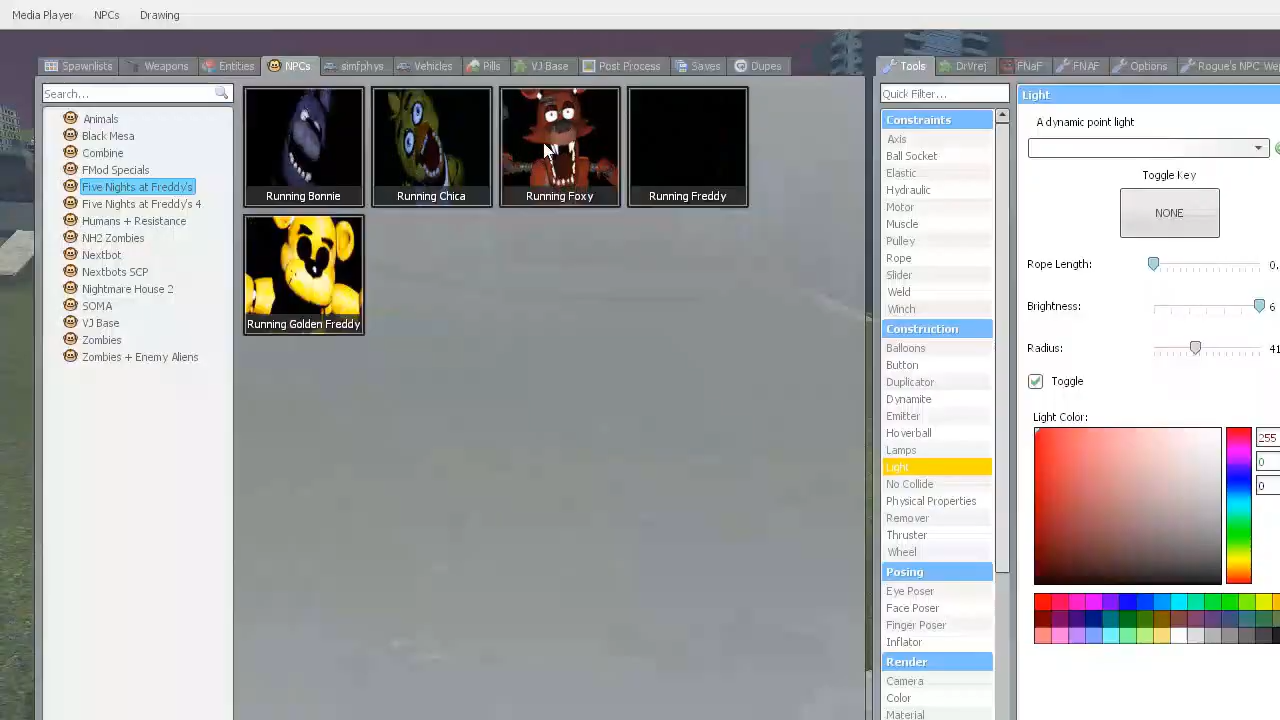 Media Player NPCs Drawing
Spawnlists Weapons Entities NPCs simfphys Vehicles Pills VJ Base Post Process Saves Dupes
Search...
Animals
Black Mesa
Combine
FMod Specials
Five Nights at Freddy's
Five Nights at Freddy's 4
Humans + Resistance
NH2 Zombies
Nextbot
Nextbots SCP
Nightmare House 2
SOMA
VJ Base
Zombies
Zombies + Enemy Aliens
Running Bonnie Running Chica Running Foxy Running Freddy
Running Golden Freddy
Tools DrVrej FNaF FNAF Options Rogue's NPC We
Quick Filter...
Constraints
Axis
Ball Socket
Elastic
Hydraulic
Motor
Muscle
Pulley
Rope
Slider
Weld
Winch
Construction
Balloons
Button
Duplicator
Dynamite
Emitter
Hoverball
Lamps
Light
No Collide
Physical Properties
Remover
Thruster
Wheel
Posing
Eye Poser
Face Poser
Finger Poser
Inflator
Render
Camera
Color
Material
Light
A dynamic point light
Toggle Key
NONE
Rope Length: 0.
Brightness: 6
Radius: 41
Toggle
Light Color:
255
0
0